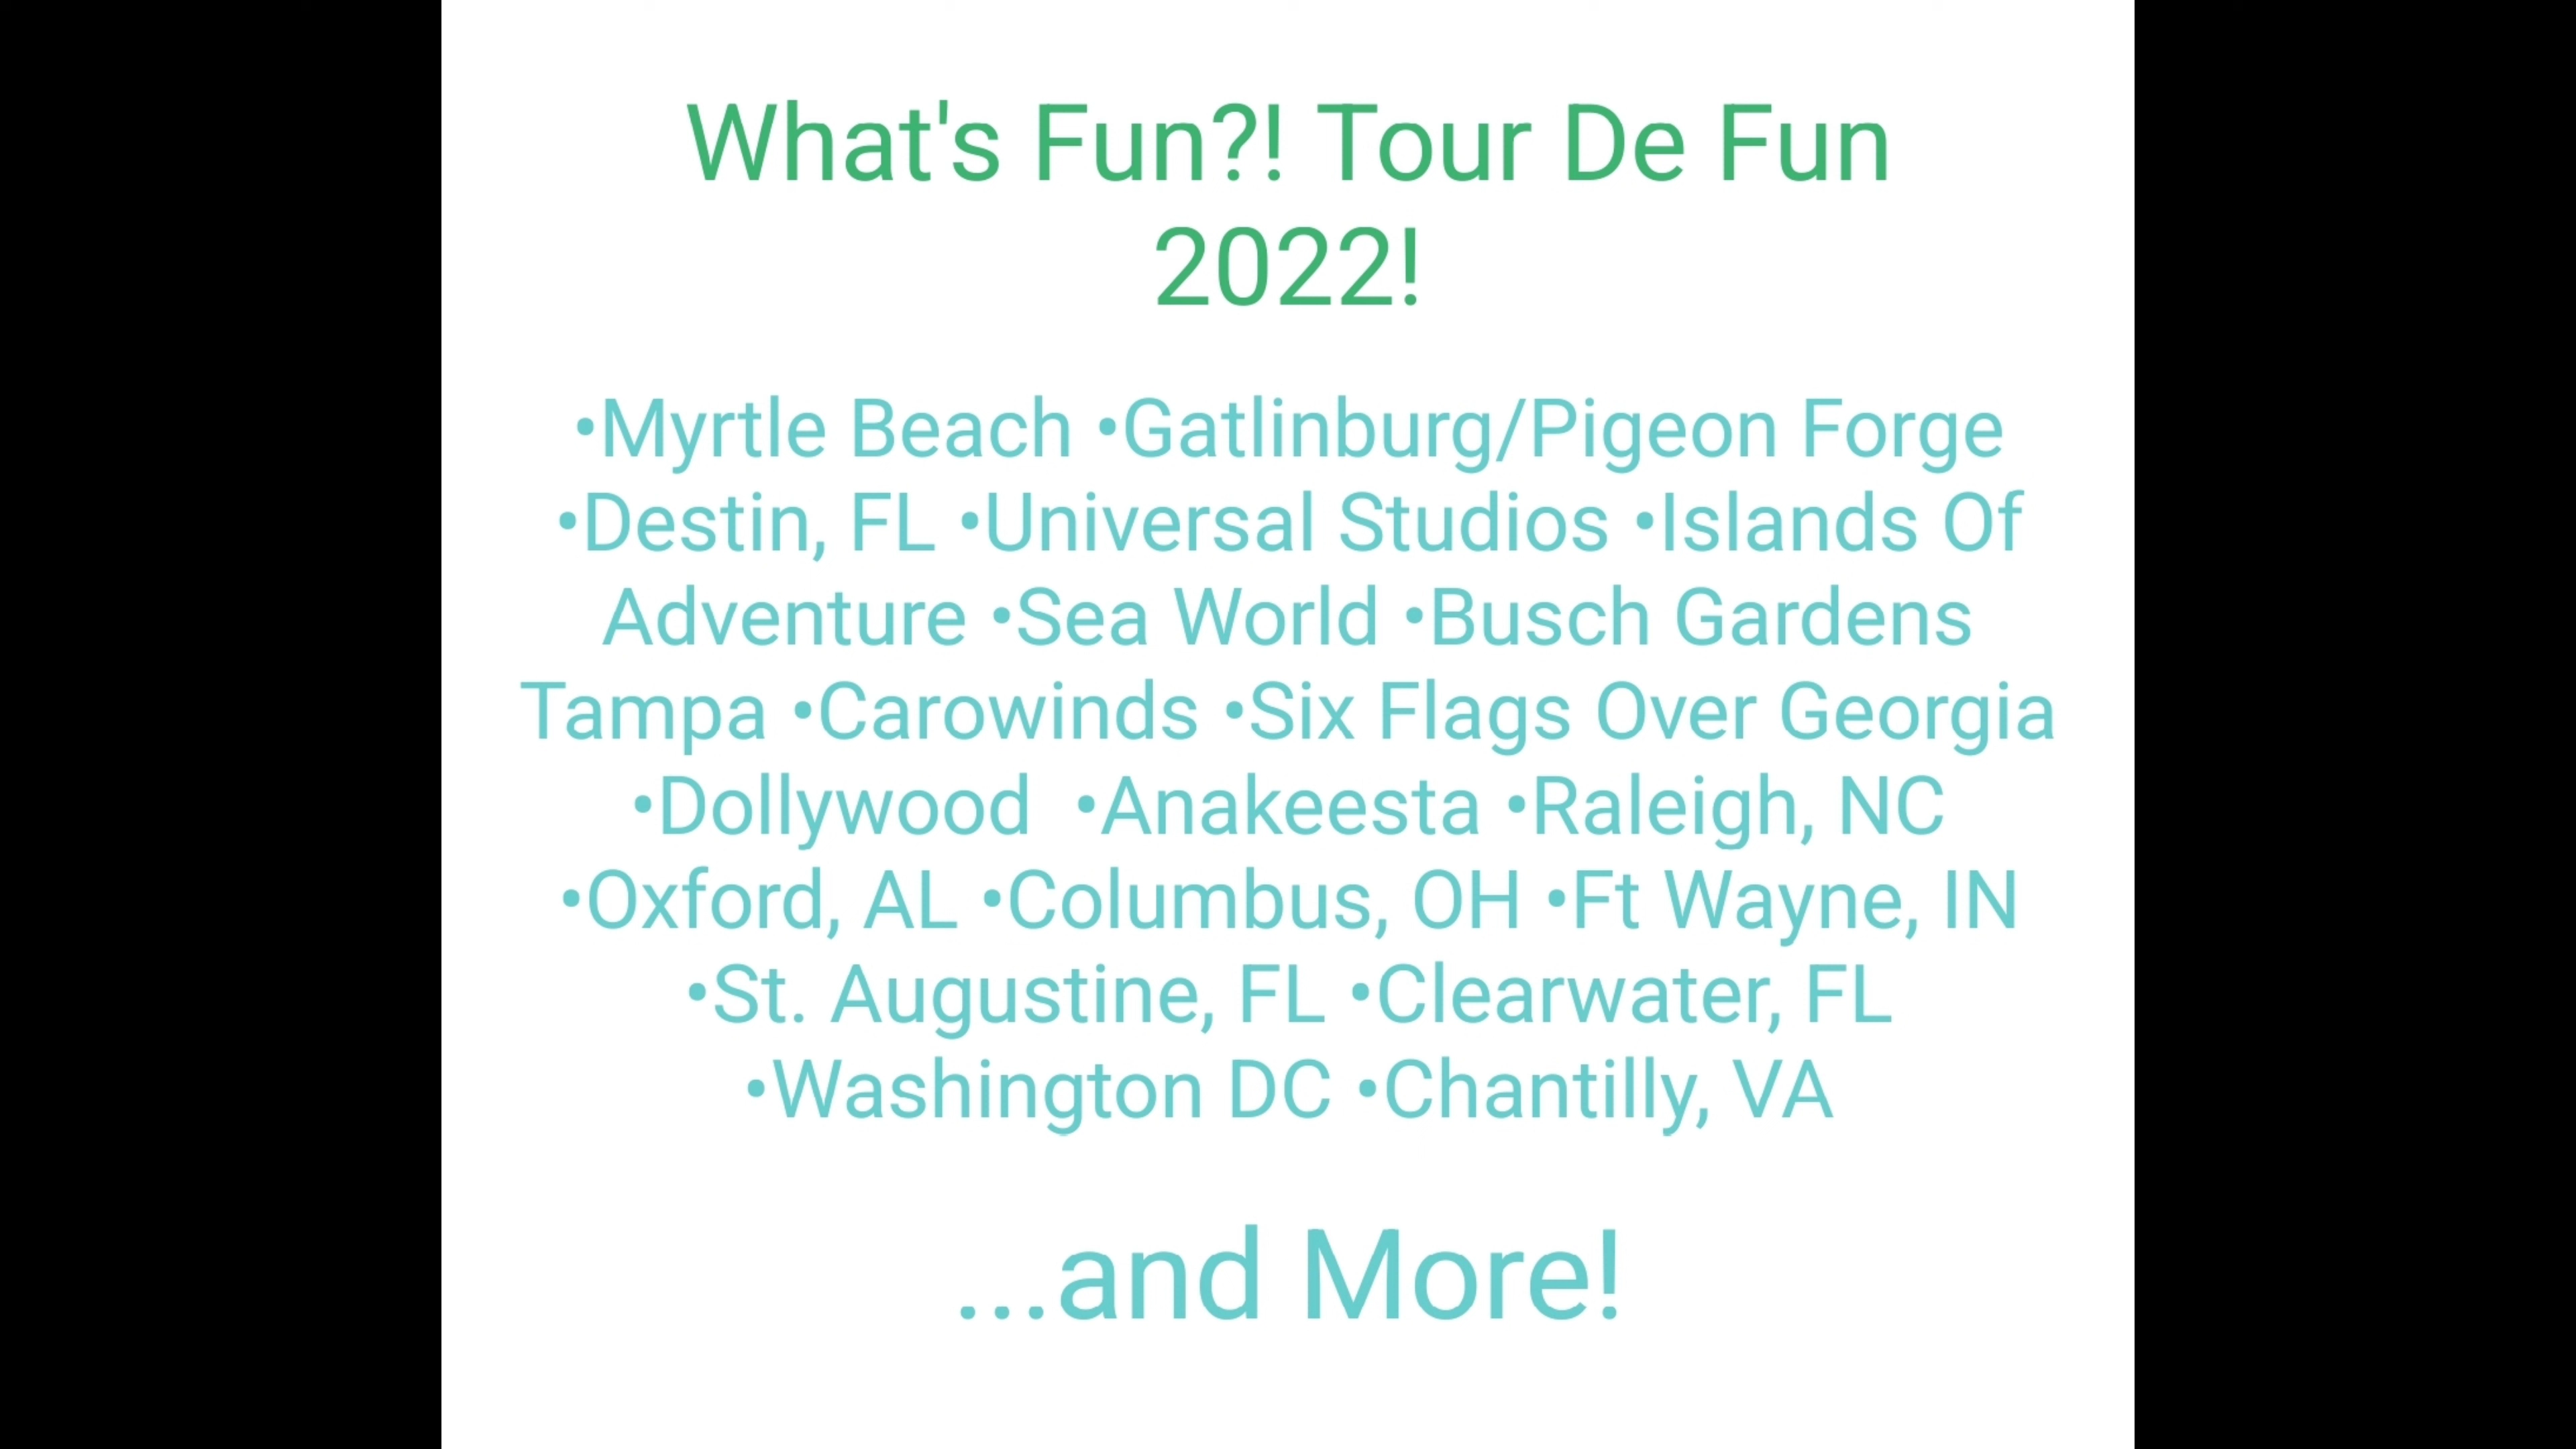 What's Fun?! Tour De Fun
2022!
•Myrtle Beach •Gatlinburg/Pigeon Forge
•Destin, FL •Universal Studios •Islands Of
Adventure •Sea World •Busch Gardens
Tampa •Carowinds •Six Flags Over Georgia
•Dollywood  •Anakeesta •Raleigh, NC
•Oxford, AL •Columbus, OH •Ft Wayne, IN
•St. Augustine, FL •Clearwater, FL
•Washington DC •Chantilly, VA
...and More!